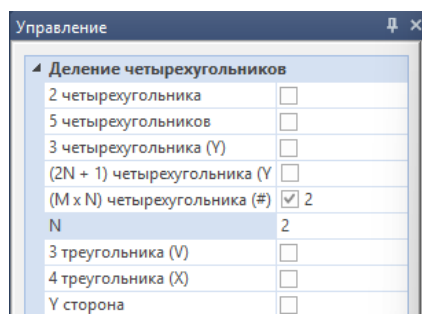 Управление
Деление четырехугольников
2 четырехугольника
5 четырехугольников
3 четырехугольника (Y)
(2N + 1) четырехугольника (Y
(M x N) четырехугольника (#) 2
N 2
3 треугольника (V)
4 треугольника (X)
Y сторона